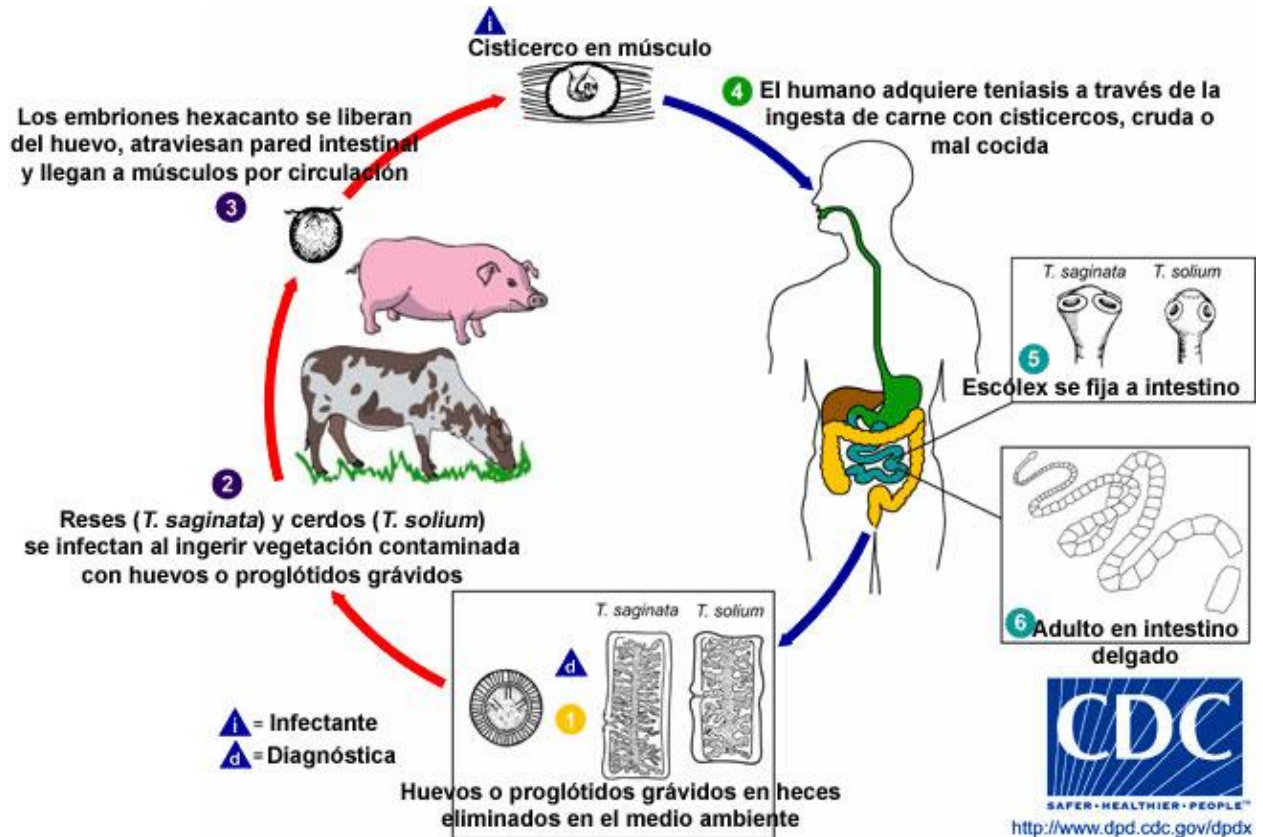 i
Cisticerco en músculo
4 El humano adquiere teniasis a través de la
ingesta de carne con cisticercos, cruda o
mal cocida
Los embriones hexacanto se liberan
del huevo, atraviesan pared intestinal
y llegan a músculos por circulación
3
T. saginata T. solium
5
Escólex se fija a intestino
2
Reses (T. saginata) y cerdos (T. solium)
se infectan al ingerir vegetación contaminada
con huevos o proglótidos grávidos
6 Adulto en intestino
delgado
T. saginata T. solium
d
1
i = Infectante
d = Diagnóstica
Huevos o proglótidos grávidos en heces
eliminados en el medio ambiente
CDC
SAFER·HEALTHIER·PEOPLE™
http://www.dpd.cdc.gov/dpdx